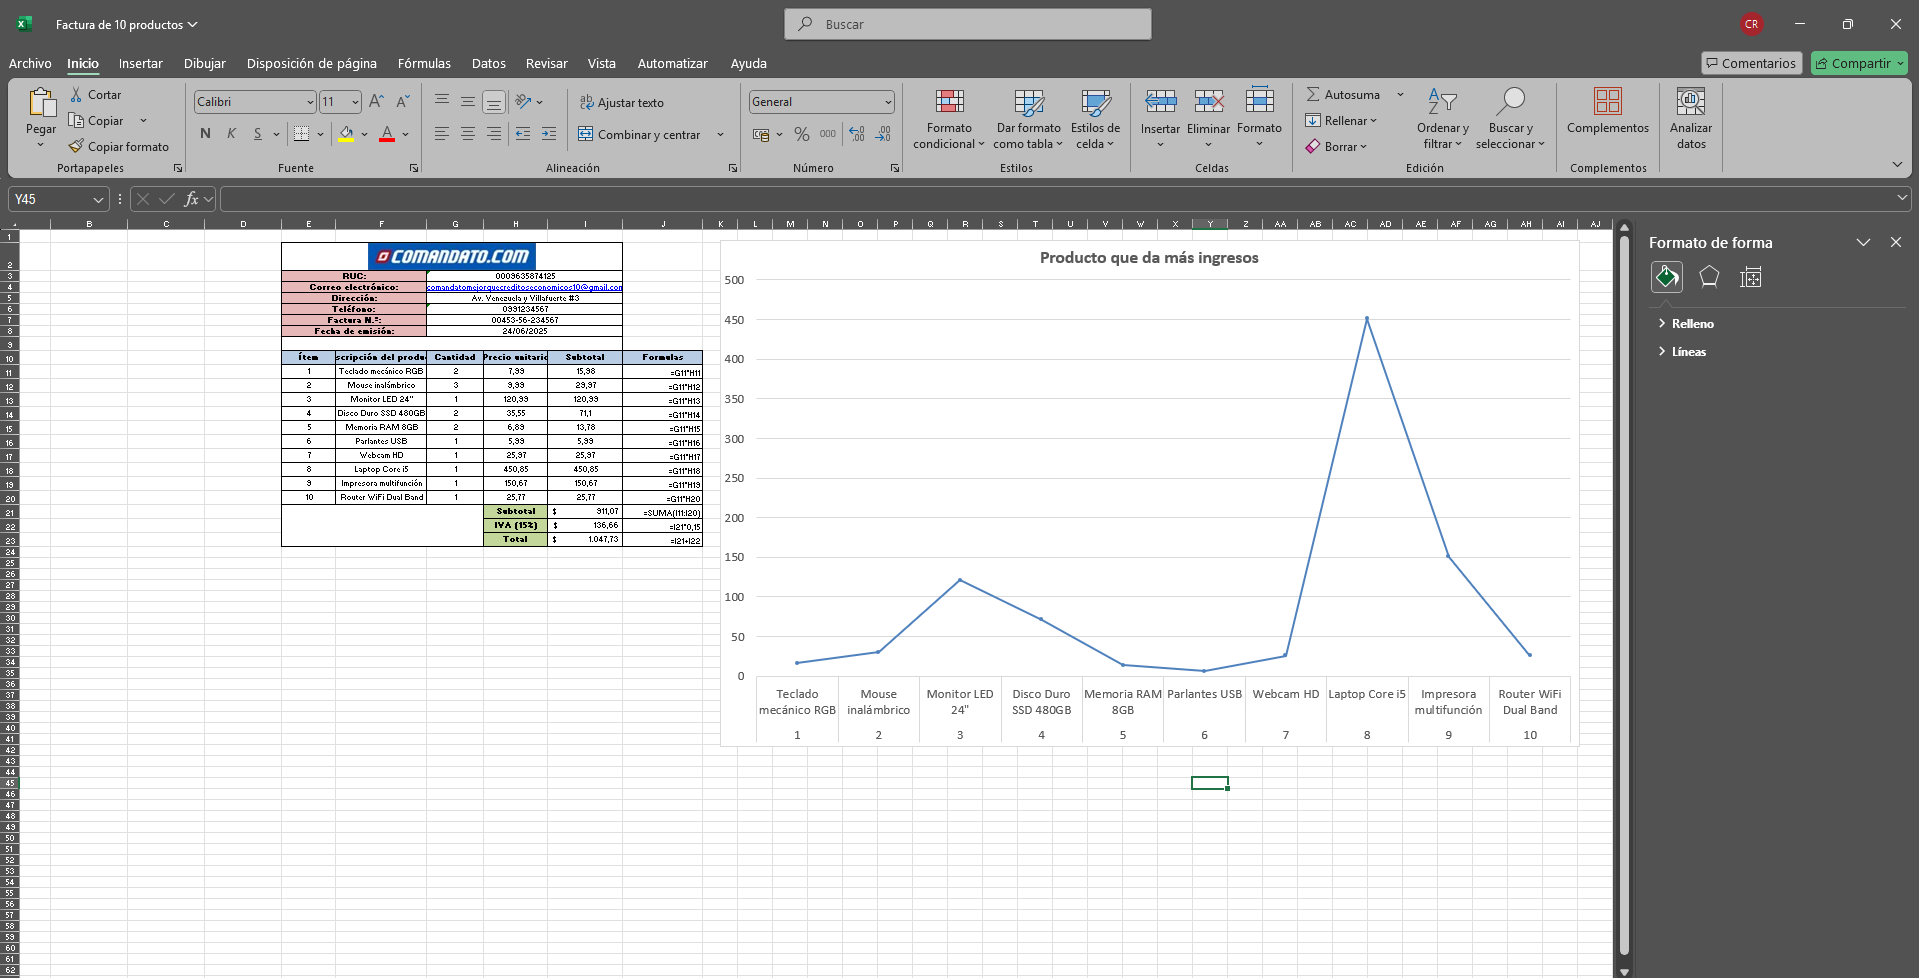 Factura de 10 productos
Buscar
CR
Archivo Inicio Insertar Dibujar Disposición de página Fórmulas Datos Revisar Vista Automatizar Ayuda
Comentarios Compartir
Pegar
Cortar
Copiar
Copiar formato
Portapapeles
Calibri 11
N K S
Fuente
Ajustar texto
Combinar y centrar
Alineación
General
% 000
Número
Formato condicional
Dar formato como tabla
Estilos de celda
Estilos
Insertar Eliminar Formato
Celdas
Autosuma
Rellenar
Borrar
Ordenar y filtrar
Buscar y seleccionar
Edición
Complementos
Complementos
Analizar datos
Y45
fx
B C D E F G H I J K L M N O P Q R S T U V W X Y Z AA AB AC AD AE AF AG AH AI AJ
COMANDATO.COM
RUC: 0009635874125
Correo electrónico: comandatomejorquecreditoseconomicos10@gmail.com
Dirección: Av. Venezuela y Villafuerte #3
Teléfono: 0991234567
Factura N.º: 00453-56-234567
Fecha de emisión: 24/06/2025
Ítem scripción del produ Cantidad Precio unitario Subtotal Formulas
1 Teclado mecánico RGB 2 7,99 15,98 =G11*H11
2 Mouse inalámbrico 3 9,99 29,97 =G11*H12
3 Monitor LED 24" 1 120,99 120,99 =G11*H13
4 Disco Duro SSD 480GB 2 35,55 71,1 =G11*H14
5 Memoria RAM 8GB 2 6,89 13,78 =G11*H15
6 Parlantes USB 1 5,99 5,99 =G11*H16
7 Webcam HD 1 25,97 25,97 =G11*H17
8 Laptop Core i5 1 450,85 450,85 =G11*H18
9 Impresora multifunción 1 150,67 150,67 =G11*H19
10 Router WiFi Dual Band 1 25,77 25,77 =G11*H20
Subtotal $ 911,07 =SUMA(I11:I20)
IVA (15%) $ 136,66 =I21*0,15
Total $ 1.047,73 =I21+I22
Producto que da más ingresos
500
450
400
350
300
250
200
150
100
50
0
Teclado mecánico RGB
Mouse inalámbrico
Monitor LED 24"
Disco Duro SSD 480GB
Memoria RAM 8GB
Parlantes USB
Webcam HD
Laptop Core i5
Impresora multifunción
Router WiFi Dual Band
1 2 3 4 5 6 7 8 9 10
Formato de forma
Relleno
Líneas